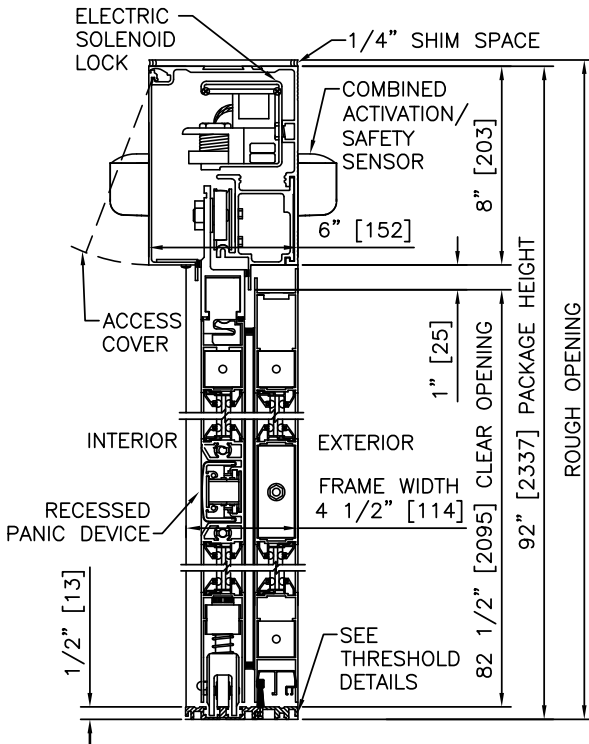 ELECTRIC
SOLENOID
LOCK
1/4” SHIM SPACE
COMBINED
ACTIVATION/
SAFETY
SENSOR
8” [203]
6” [152]
ACCESS
COVER
1” [25]
INTERIOR
EXTERIOR
RECESSED
PANIC DEVICE
FRAME WIDTH
4 1/2” [114]
82 1/2” [2095] CLEAR OPENING
92” [2337] PACKAGE HEIGHT
ROUGH OPENING
1/2” [13]
SEE
THRESHOLD
DETAILS